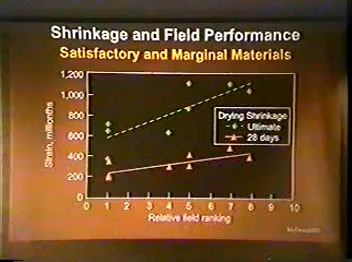 Shrinkage and Field Performance
Satisfactory and Marginal Materials
1,200
1,000
800
600
400
200
0
Strain, millionths
Drying Shrinkage
Ultimate
28 days
0 1 2 3 4 5 6 7 8 9 10
Relative field ranking